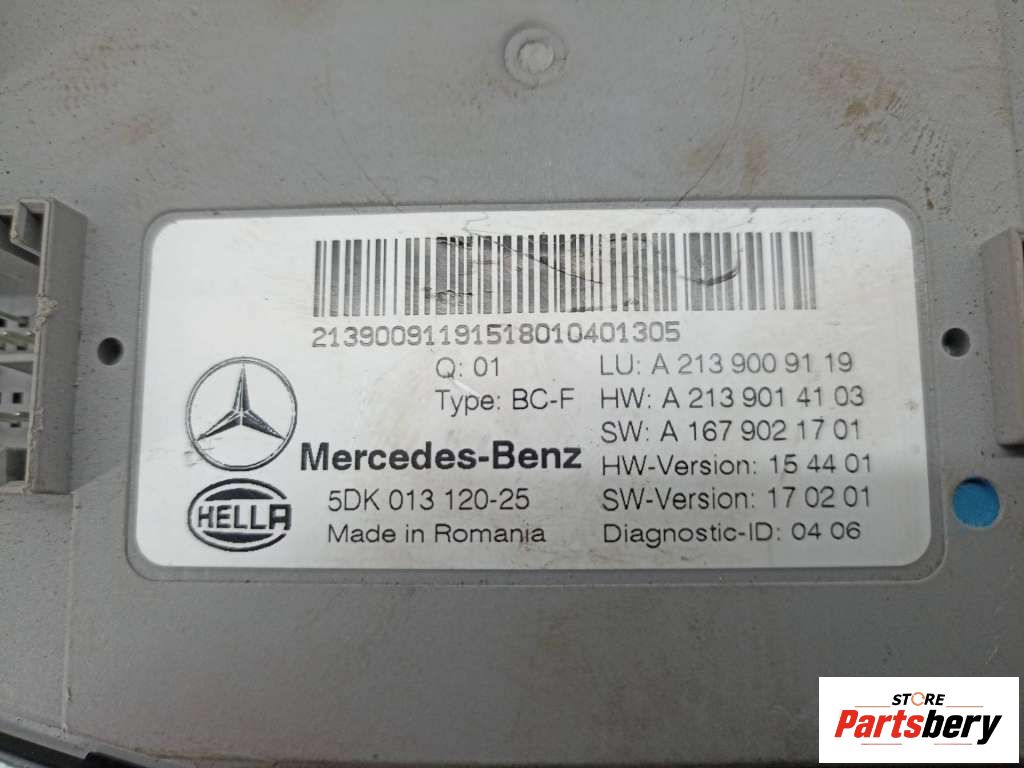 21390091191518010401305
Q: 01
LU: A 213 900 91 19
Type: BC-F
HW: A 213 901 41 03
SW: A 167 902 17 01
Mercedes-Benz
HW-Version: 15 44 01
HELLA
5DK 013 120-25
SW-Version: 17 02 01
Made in Romania
Diagnostic-ID: 04 06
STORE
Partsbery